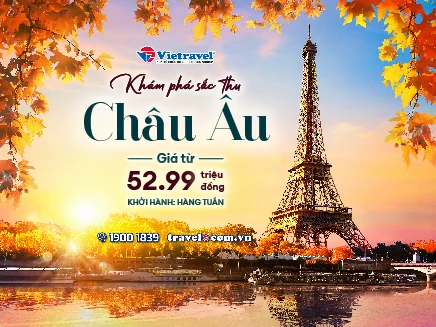 Vietravel
Khám phá sắc thu
Châu Âu
Giá từ
52.99 triệu đồng
KHỞI HÀNH: HÀNG TUẦN
1900 1839 travel.com.vn